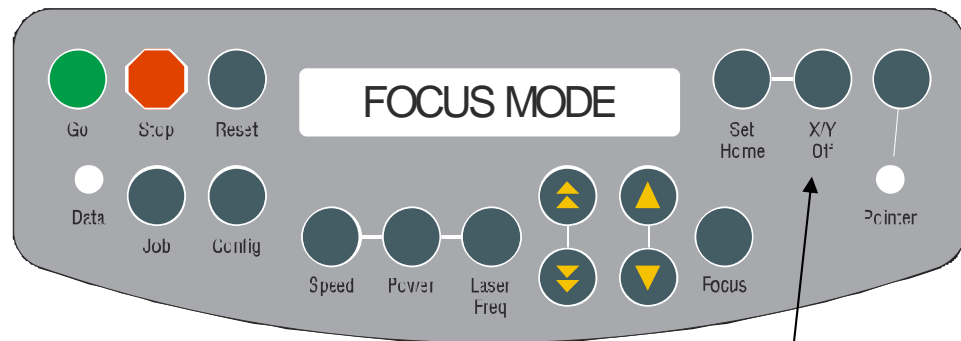 FOCUS MODE
Go
Stop
Reset
Set
Home
X/Y
Off
Data
Job
Config
Pointer
Speed
Power
Laser
Freq
Focus